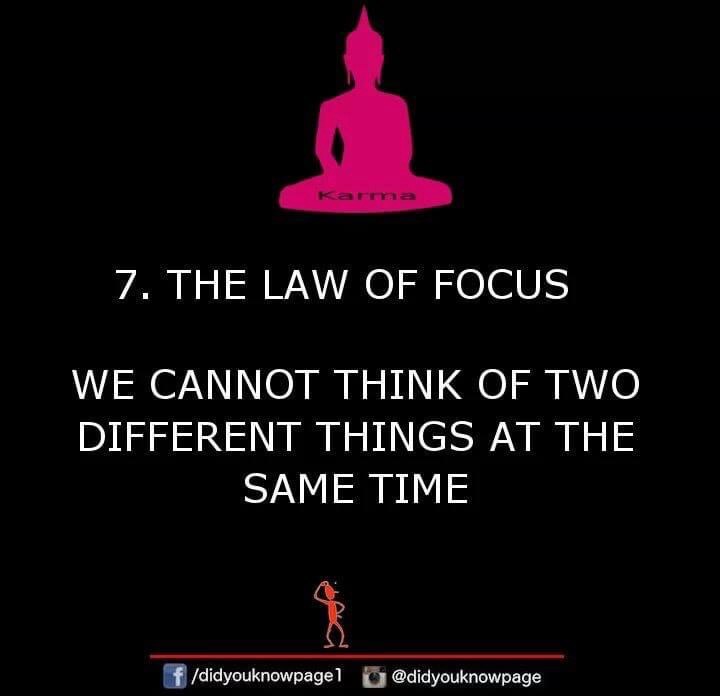 Karma
7. THE LAW OF FOCUS
WE CANNOT THINK OF TWO
DIFFERENT THINGS AT THE
SAME TIME
/didyouknowpage1 @didyouknowpage